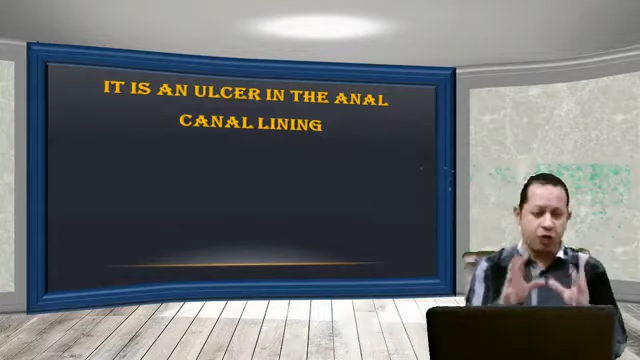 IT IS AN ULCER IN THE ANAL
CANAL LINING